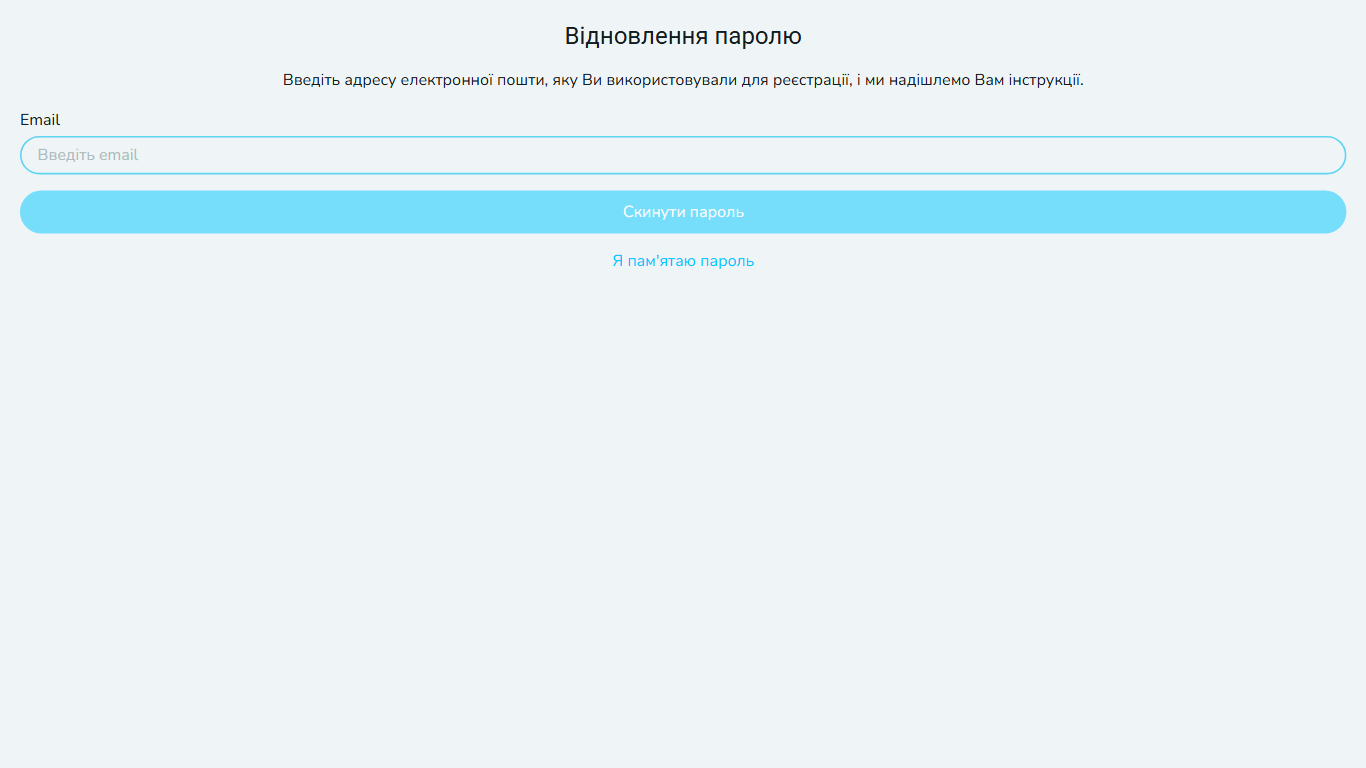 Відновлення паролю
Введіть адресу електронної пошти, яку Ви використовували для реєстрації, і ми надішлемо Вам інструкції.
Email
Введіть email
Скинути пароль
Я пам'ятаю пароль